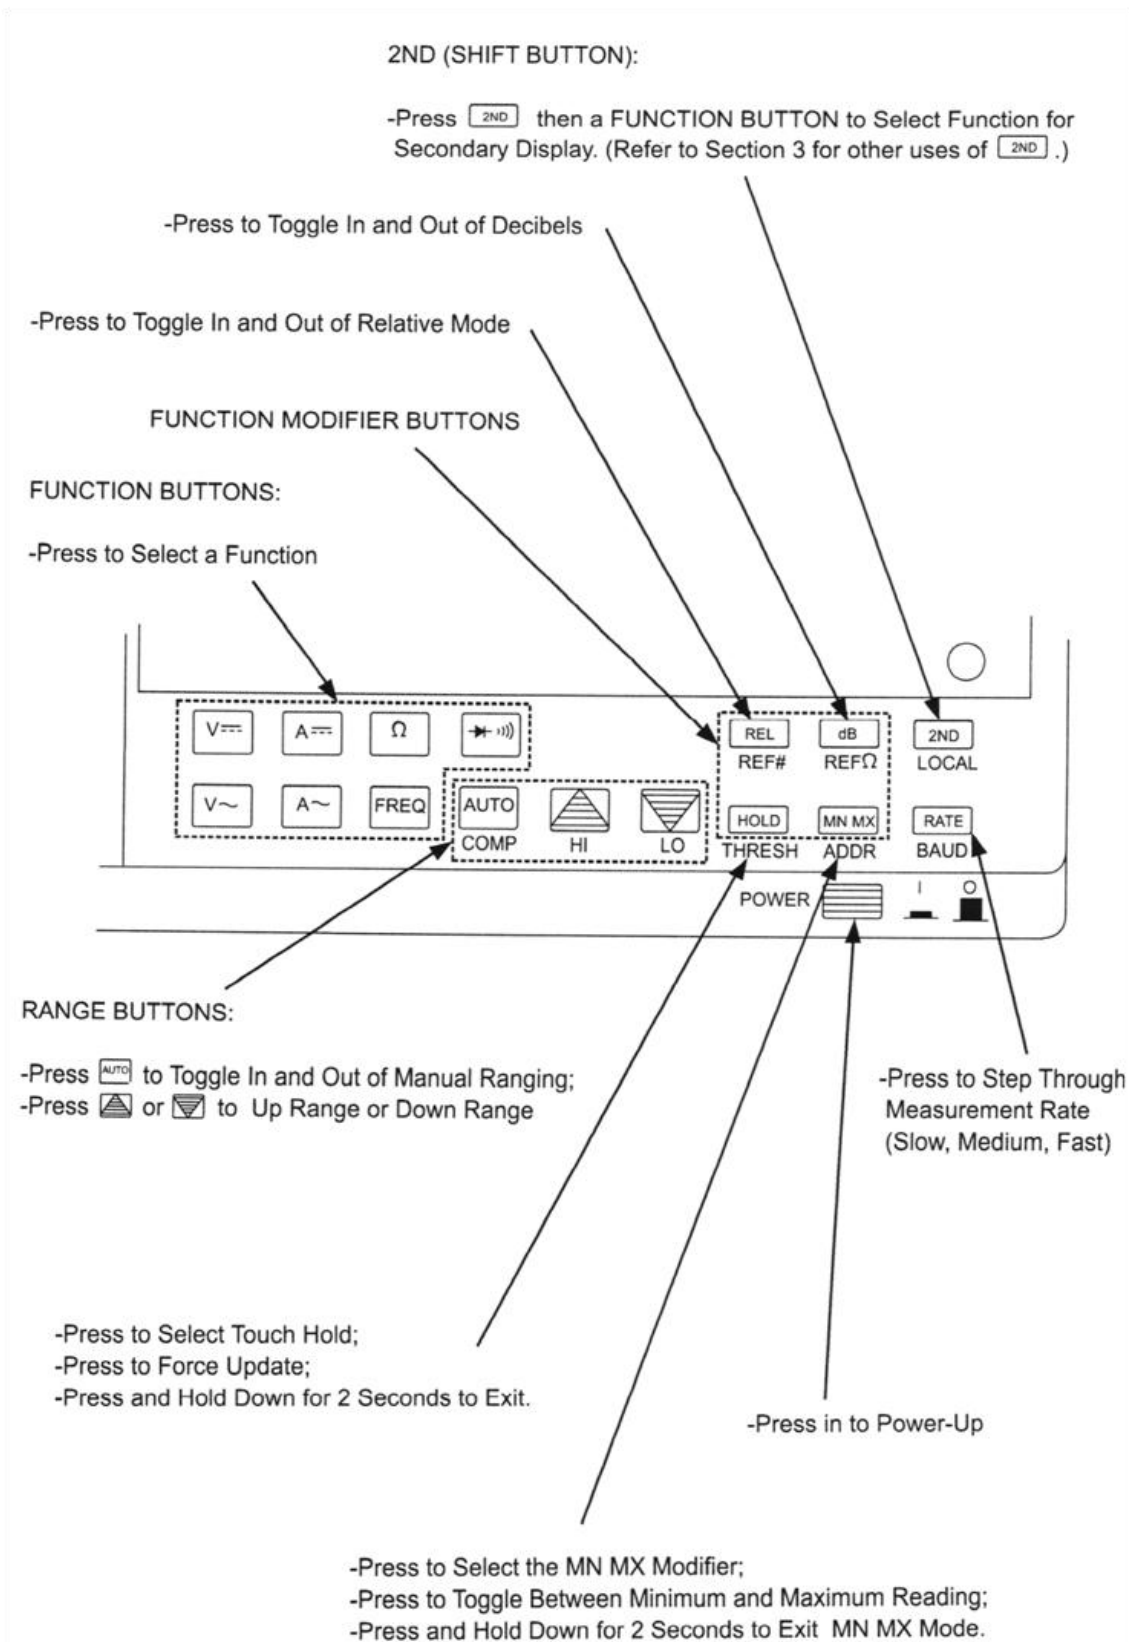 2ND (SHIFT BUTTON):
-Press 2ND then a FUNCTION BUTTON to Select Function for
Secondary Display. (Refer to Section 3 for other uses of 2ND .)
-Press to Toggle In and Out of Decibels
-Press to Toggle In and Out of Relative Mode
FUNCTION MODIFIER BUTTONS
FUNCTION BUTTONS:
-Press to Select a Function
V⎓ A⎓ Ω REL dB 2ND
REF# REFΩ LOCAL
V～ A～ FREQ AUTO HOLD MN MX RATE
COMP HI LO THRESH ADDR BAUD
POWER I O
RANGE BUTTONS:
-Press AUTO to Toggle In and Out of Manual Ranging;
-Press or to Up Range or Down Range
-Press to Step Through
Measurement Rate
(Slow, Medium, Fast)
-Press to Select Touch Hold;
-Press to Force Update;
-Press and Hold Down for 2 Seconds to Exit.
-Press in to Power-Up
-Press to Select the MN MX Modifier;
-Press to Toggle Between Minimum and Maximum Reading;
-Press and Hold Down for 2 Seconds to Exit MN MX Mode.